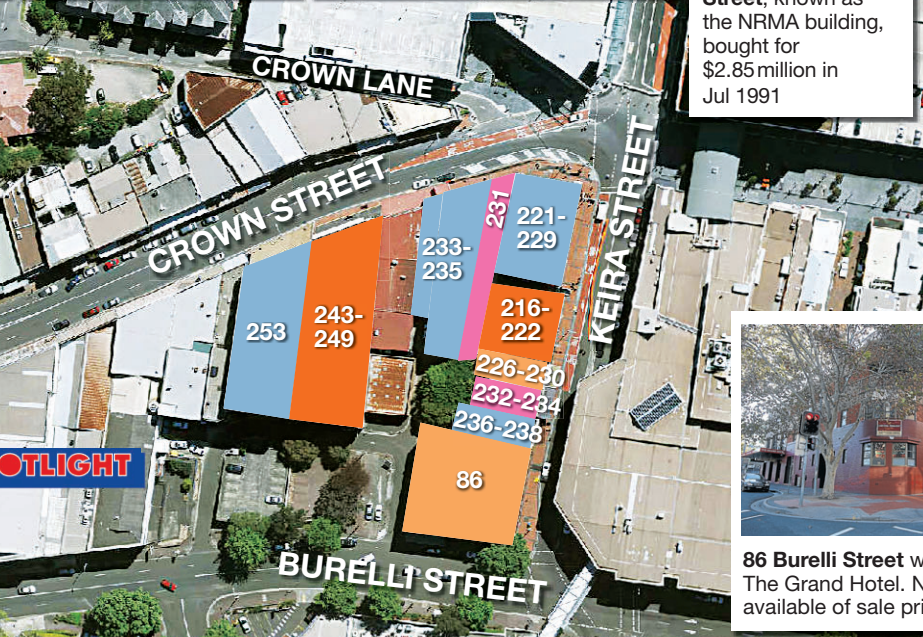 Street, known as
the NRMA building,
bought for
$2.85 million in
Jul 1991
CROWN LANE
CROWN STREET
KEIRA STREET
231
221-
229
233-
235
216-
222
253
243-
249
226-230
232-234
236-238
86
OTLIGHT
BURELLI STREET
86 Burelli Street w
The Grand Hotel. N
available of sale pri